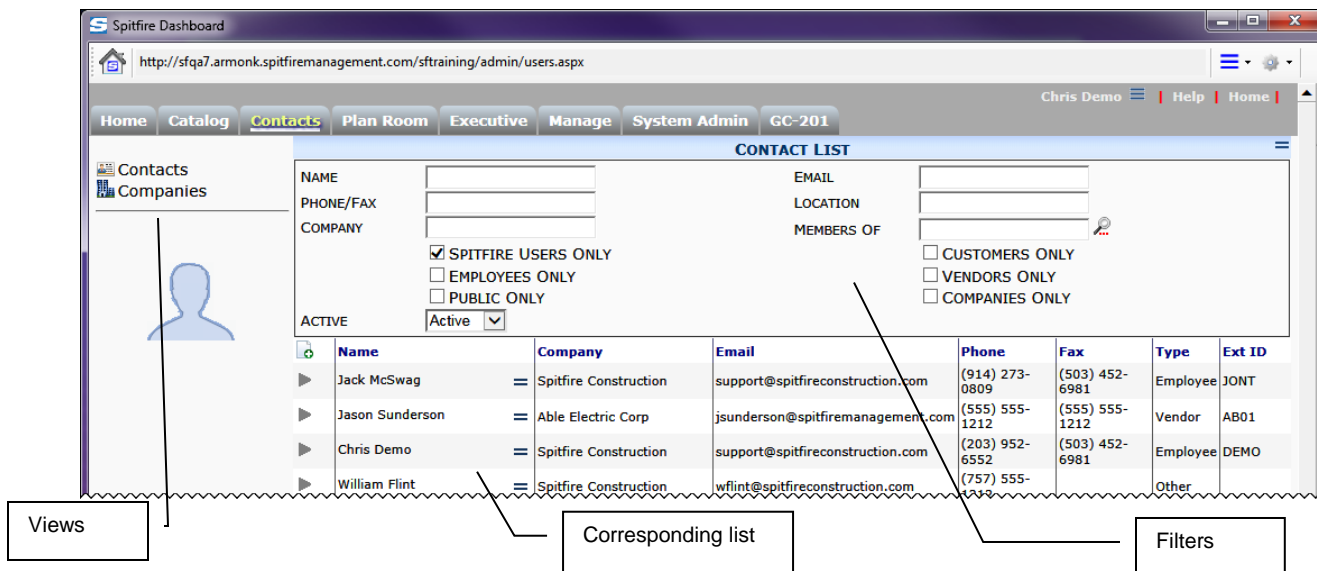 Spitfire Dashboard
http://sfqa7.armonk.spitfiremanagement.com/sftraining/admin/users.aspx
Chris Demo | Help | Home |
Home Catalog Contacts Plan Room Executive Manage System Admin GC-201
CONTACT LIST
Contacts
Companies
NAME EMAIL
PHONE/FAX LOCATION
COMPANY MEMBERS OF
SPITFIRE USERS ONLY CUSTOMERS ONLY
EMPLOYEES ONLY VENDORS ONLY
PUBLIC ONLY COMPANIES ONLY
ACTIVE Active
Name Company Email Phone Fax Type Ext ID
Jack McSwag Spitfire Construction support@spitfireconstruction.com (914) 273-0809 (503) 452-6981 Employee JONT
Jason Sunderson Able Electric Corp jsunderson@spitfiremanagement.com (555) 555-1212 (555) 555-1212 Vendor AB01
Chris Demo Spitfire Construction support@spitfireconstruction.com (203) 952-6552 (503) 452-6981 Employee DEMO
William Flint Spitfire Construction wflint@spitfireconstruction.com (757) 555- Other
Views
Corresponding list
Filters